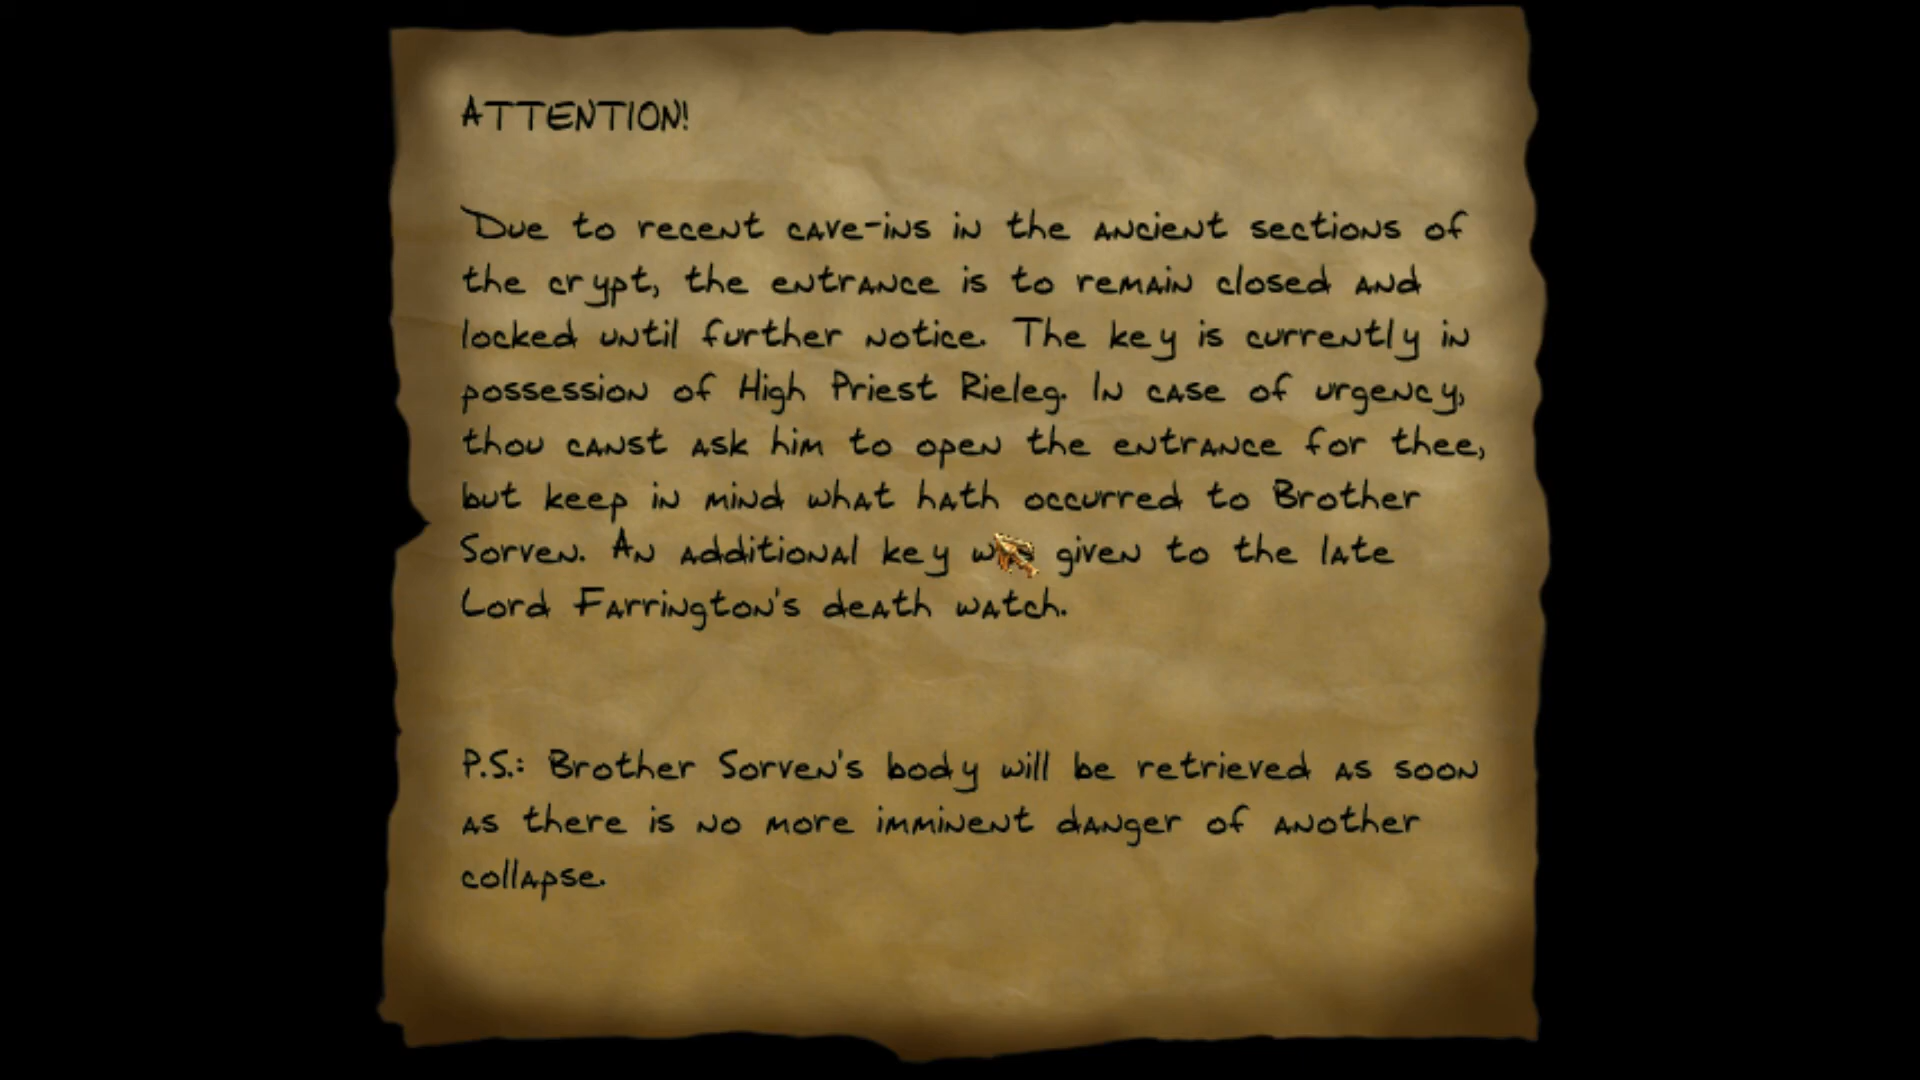 ATTENTION!
Due to recent cave-ins in the ancient sections of
the crypt, the entrance is to remain closed and
locked until further notice. The key is currently in
possession of High Priest Rieleg. In case of urgency,
thou canst ask him to open the entrance for thee,
but keep in mind what hath occurred to Brother
Sorven. An additional key was given to the late
Lord Farrington's death watch.
P.S.: Brother Sorven's body will be retrieved as soon
as there is no more imminent danger of another
collapse.